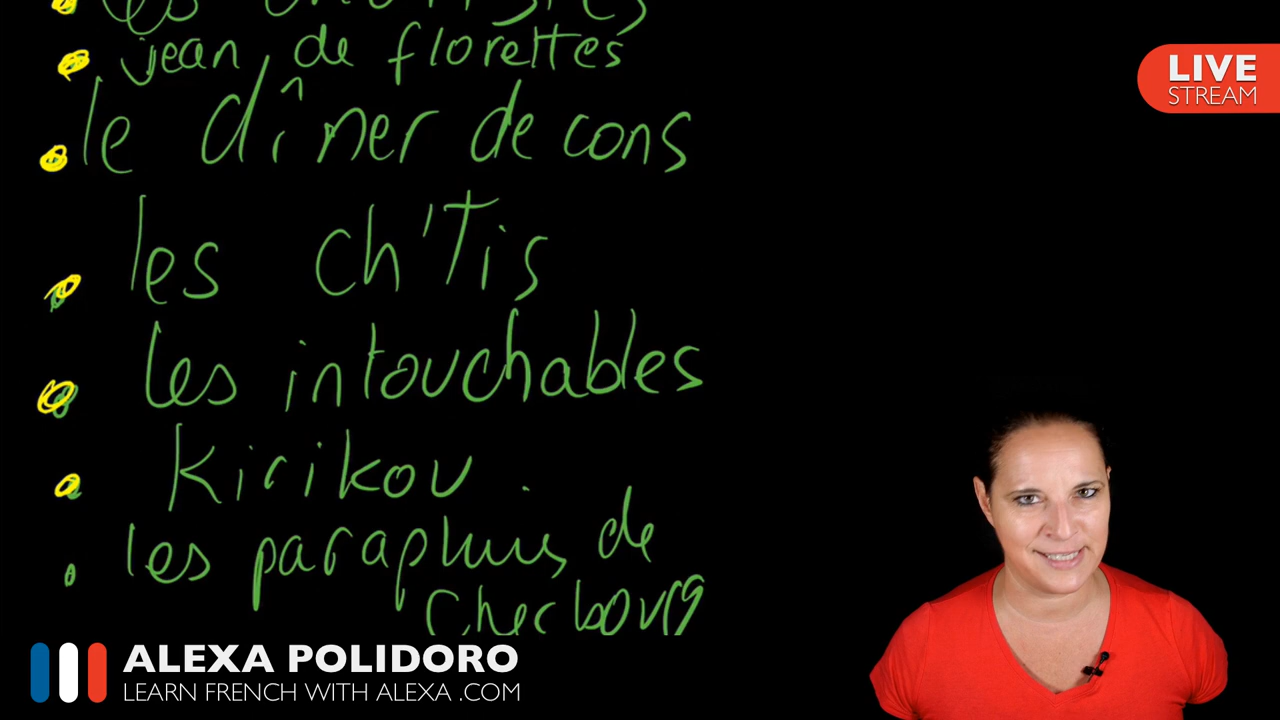 jean de florettes
le dîner de cons
les ch'Tis
les intouchables
Kirikou.
les parapluies de
Cherbourg
LIVE
STREAM
ALEXA POLIDORO
LEARN FRENCH WITH ALEXA .COM